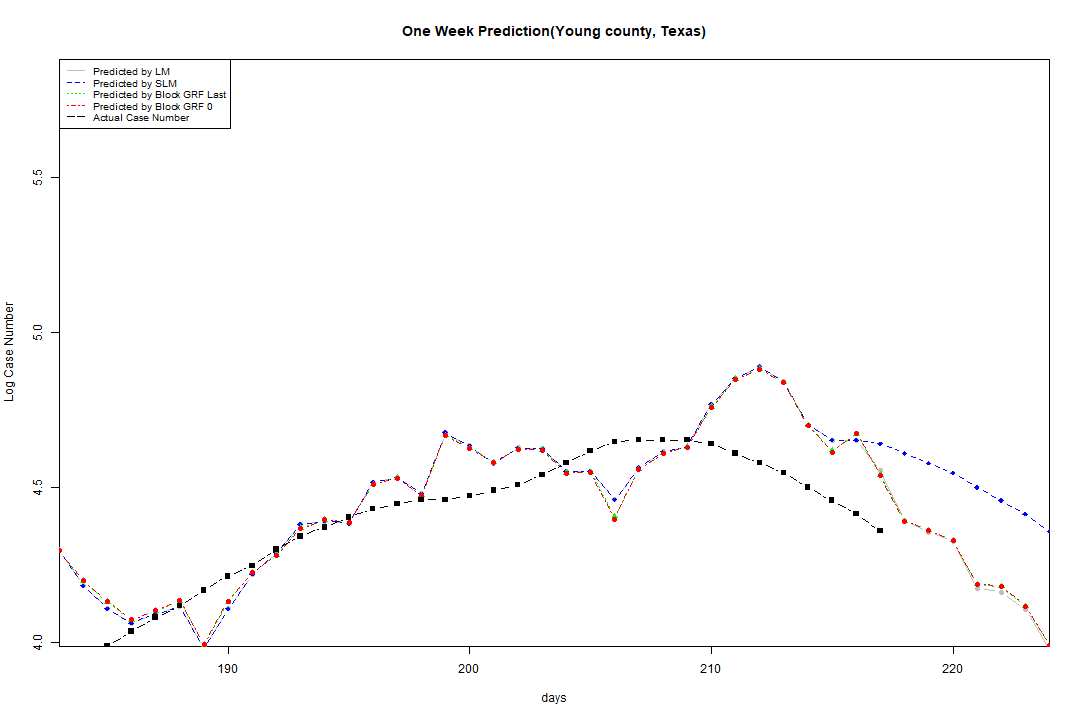 One Week Prediction(Young county, Texas)
Predicted by LM
Predicted by SLM
Predicted by Block GRF Last
Predicted by Block GRF 0
Actual Case Number
5.5
5.0
4.5
4.0
Log Case Number
190
200
210
220
days